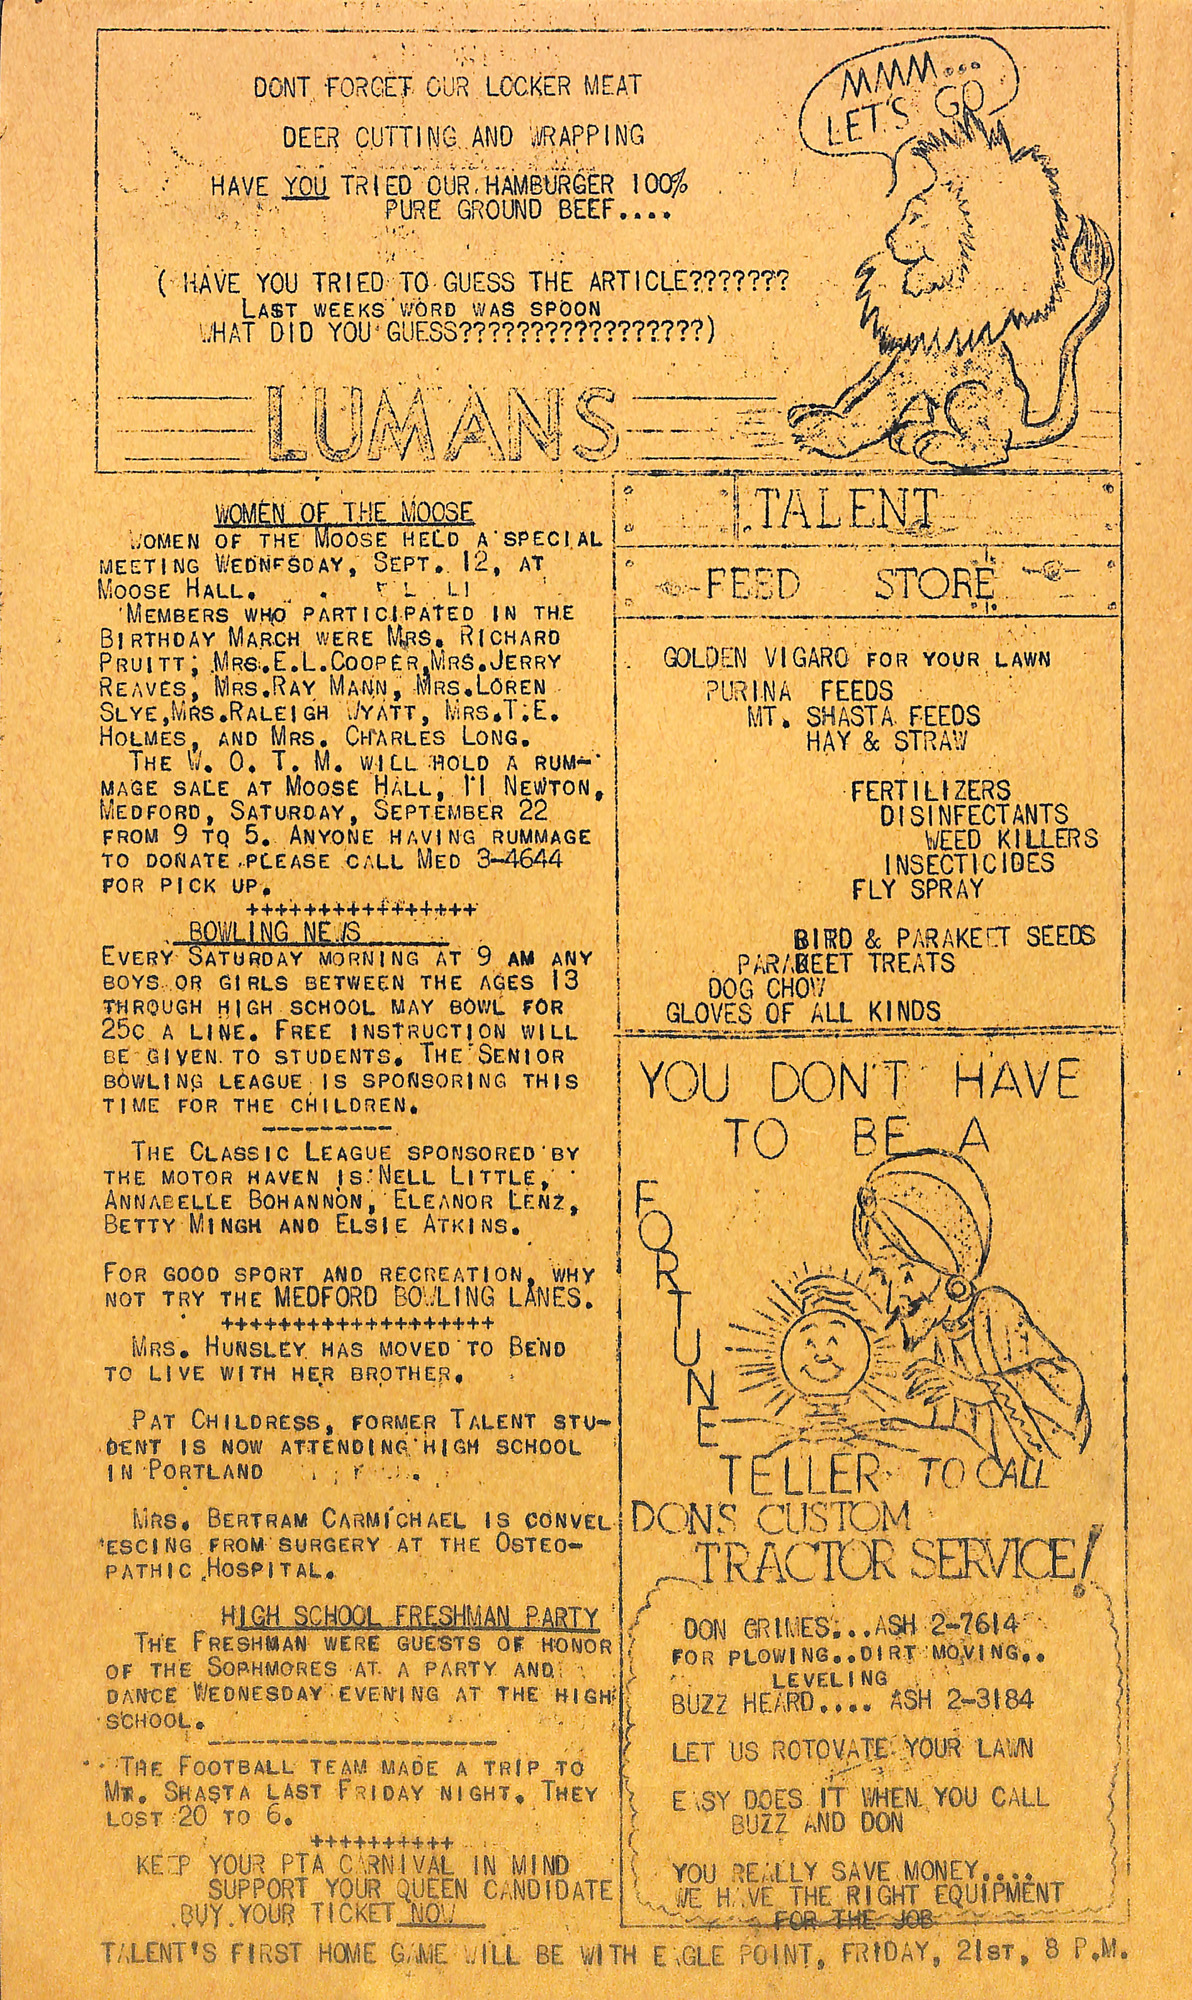 MMM...
LET'S GO
DONT FORGET OUR LOCKER MEAT
DEER CUTTING AND WRAPPING
HAVE YOU TRIED OUR HAMBURGER 100%
PURE GROUND BEEF....
( HAVE YOU TRIED TO GUESS THE ARTICLE???????
LAST WEEKS WORD WAS SPOON
WHAT DID YOU GUESS?????????????????)
LUMANS
WOMEN OF THE MOOSE
WOMEN OF THE MOOSE HELD A SPECIAL
MEETING WEDNESDAY, SEPT. 12, AT
MOOSE HALL.
MEMBERS WHO PARTICIPATED IN THE
BIRTHDAY MARCH WERE MRS. RICHARD
PRUITT, MRS.E.L.COOPER,MRS.JERRY
REAVES, MRS.RAY MANN, MRS.LOREN
SLYE,MRS.RALEIGH WYATT, MRS.T.E.
HOLMES, AND MRS. CHARLES LONG.
THE W. O. T. M. WILL HOLD A RUM-
MAGE SALE AT MOOSE HALL, 11 NEWTON,
MEDFORD, SATURDAY, SEPTEMBER 22
FROM 9 TO 5. ANYONE HAVING RUMMAGE
TO DONATE PLEASE CALL MED 3-4644
FOR PICK UP.
++++++++++++++++
BOWLING NEWS
EVERY SATURDAY MORNING AT 9 AM ANY
BOYS OR GIRLS BETWEEN THE AGES 13
THROUGH HIGH SCHOOL MAY BOWL FOR
25¢ A LINE. FREE INSTRUCTION WILL
BE GIVEN TO STUDENTS. THE SENIOR
BOWLING LEAGUE IS SPONSORING THIS
TIME FOR THE CHILDREN.
---------
THE CLASSIC LEAGUE SPONSORED BY
THE MOTOR HAVEN IS NELL LITTLE,
ANNABELLE BOHANNON, ELEANOR LENZ,
BETTY MINGH AND ELSIE ATKINS.
FOR GOOD SPORT AND RECREATION, WHY
NOT TRY THE MEDFORD BOWLING LANES.
+++++++++++++++++++
MRS. HUNSLEY HAS MOVED TO BEND
TO LIVE WITH HER BROTHER.
PAT CHILDRESS, FORMER TALENT STU-
DENT IS NOW ATTENDING HIGH SCHOOL
IN PORTLAND
MRS. BERTRAM CARMICHAEL IS CONVEL
ESCING FROM SURGERY AT THE OSTEO-
PATHIC HOSPITAL.
HIGH SCHOOL FRESHMAN PARTY
THE FRESHMAN WERE GUESTS OF HONOR
OF THE SOPHMORES AT A PARTY AND
DANCE WEDNESDAY EVENING AT THE HIGH
SCHOOL.
--------------------
THE FOOTBALL TEAM MADE A TRIP TO
MT. SHASTA LAST FRIDAY NIGHT. THEY
LOST 20 TO 6.
++++++++++
KEEP YOUR PTA CARNIVAL IN MIND
SUPPORT YOUR QUEEN CANDIDATE
BUY YOUR TICKET NOW
TALENT
FEED STORE
GOLDEN VIGARO FOR YOUR LAWN
PURINA FEEDS
MT. SHASTA FEEDS
HAY & STRAW
FERTILIZERS
DISINFECTANTS
WEED KILLERS
INSECTICIDES
FLY SPRAY
BIRD & PARAKEET SEEDS
PARAKEET TREATS
DOG CHOW
GLOVES OF ALL KINDS
YOU DON'T HAVE
TO BE A
FORTUNE
TELLER TO CALL
DONS CUSTOM
TRACTOR SERVICE!
DON GRIMES...ASH 2-7614
FOR PLOWING..DIRT MOVING..
LEVELING
BUZZ HEARD.... ASH 2-3184
LET US ROTOVATE YOUR LAWN
EASY DOES IT WHEN YOU CALL
BUZZ AND DON
YOU REALLY SAVE MONEY....
WE HAVE THE RIGHT EQUIPMENT
FOR THE JOB
TALENT'S FIRST HOME GAME WILL BE WITH EAGLE POINT, FRIDAY, 21ST, 8 P.M.